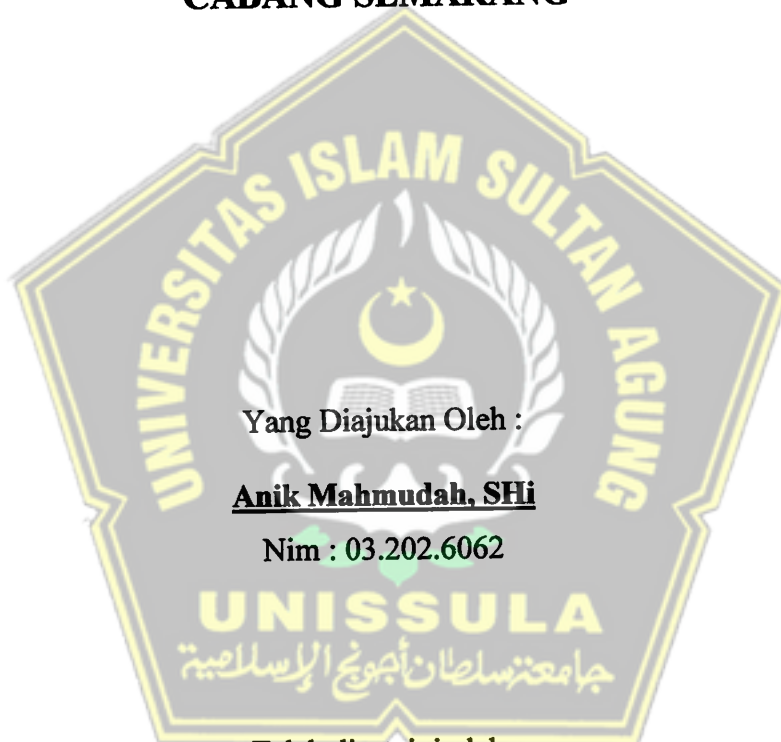 CABANG SEMARANG
UNIVERSITAS ISLAM SULTAN AGUNG
Yang Diajukan Oleh :
Anik Mahmudah, SHi
Nim : 03.202.6062
UNISSULA
جامعة سلطان أجونج الإسلامية